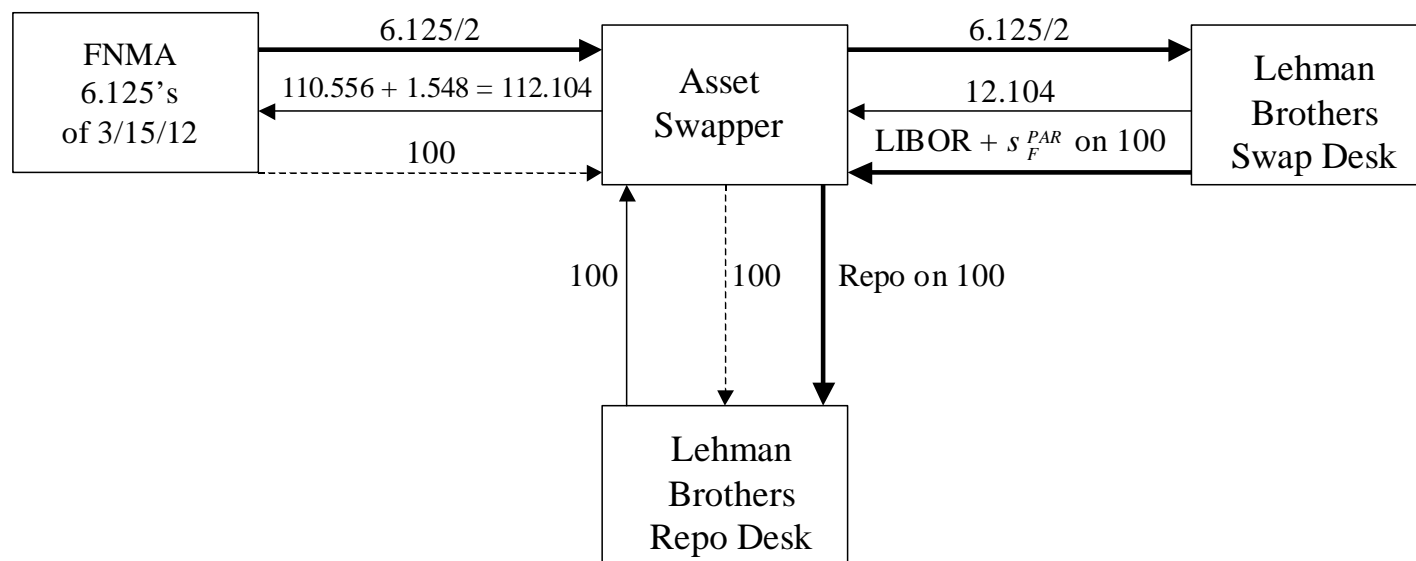 6.125/2
6.125/2
FNMA
6.125's
of 3/15/12
110.556 + 1.548 = 112.104
Asset
Swapper
12.104
Lehman
Brothers
Swap Desk
LIBOR + s_F^PAR on 100
100
100
100
Repo on 100
Lehman
Brothers
Repo Desk